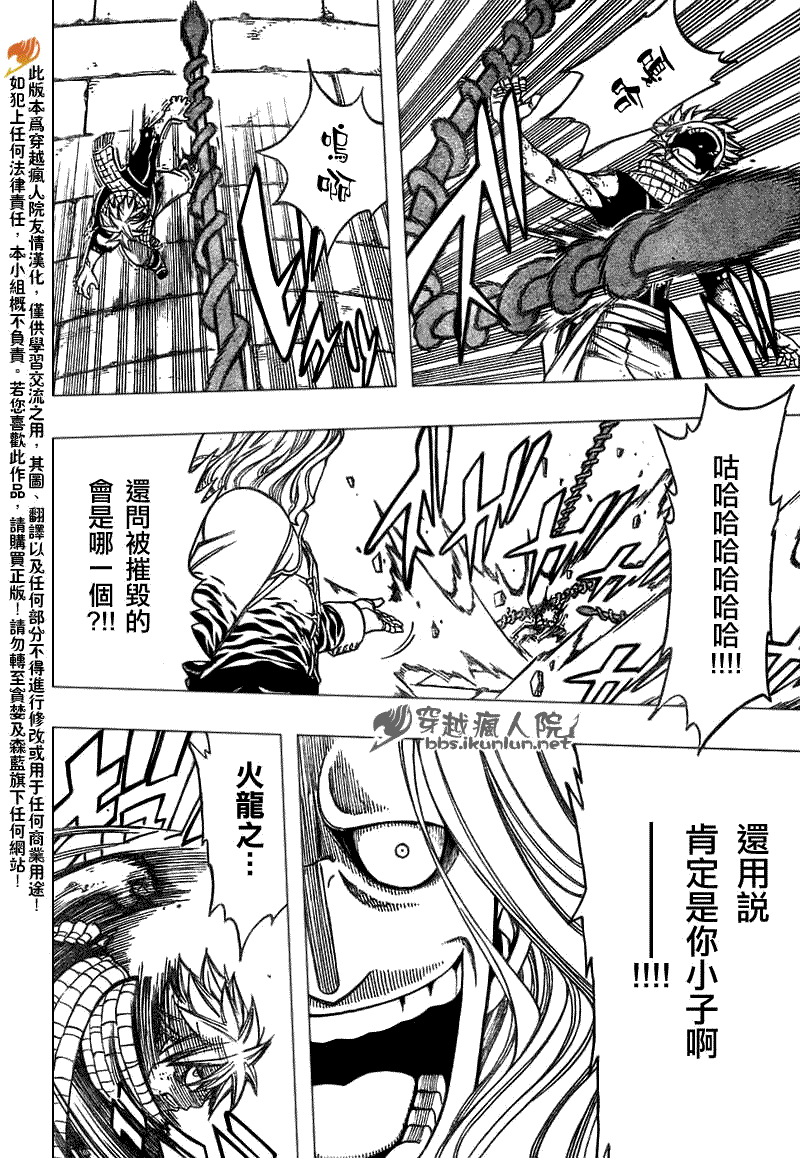 嘎哈
嗚啊
咕哈哈哈哈哈哈!!!!
還問被摧毀的
會是哪一個?!!
還用説
肯定是你小子啊
——!!!!
火龍之…
穿越瘋人院
bbs.ikunlun.net
此版本爲穿越瘋人院友情漢化，僅供學習交流之用，其圖、翻譯以及任何部分不得進行修改或用于任何商業用途！
如犯上任何法律責任，本小組概不負責。若您喜歡此作品，請購買正版！請勿轉至貪婪及森藍旗下任何網站！